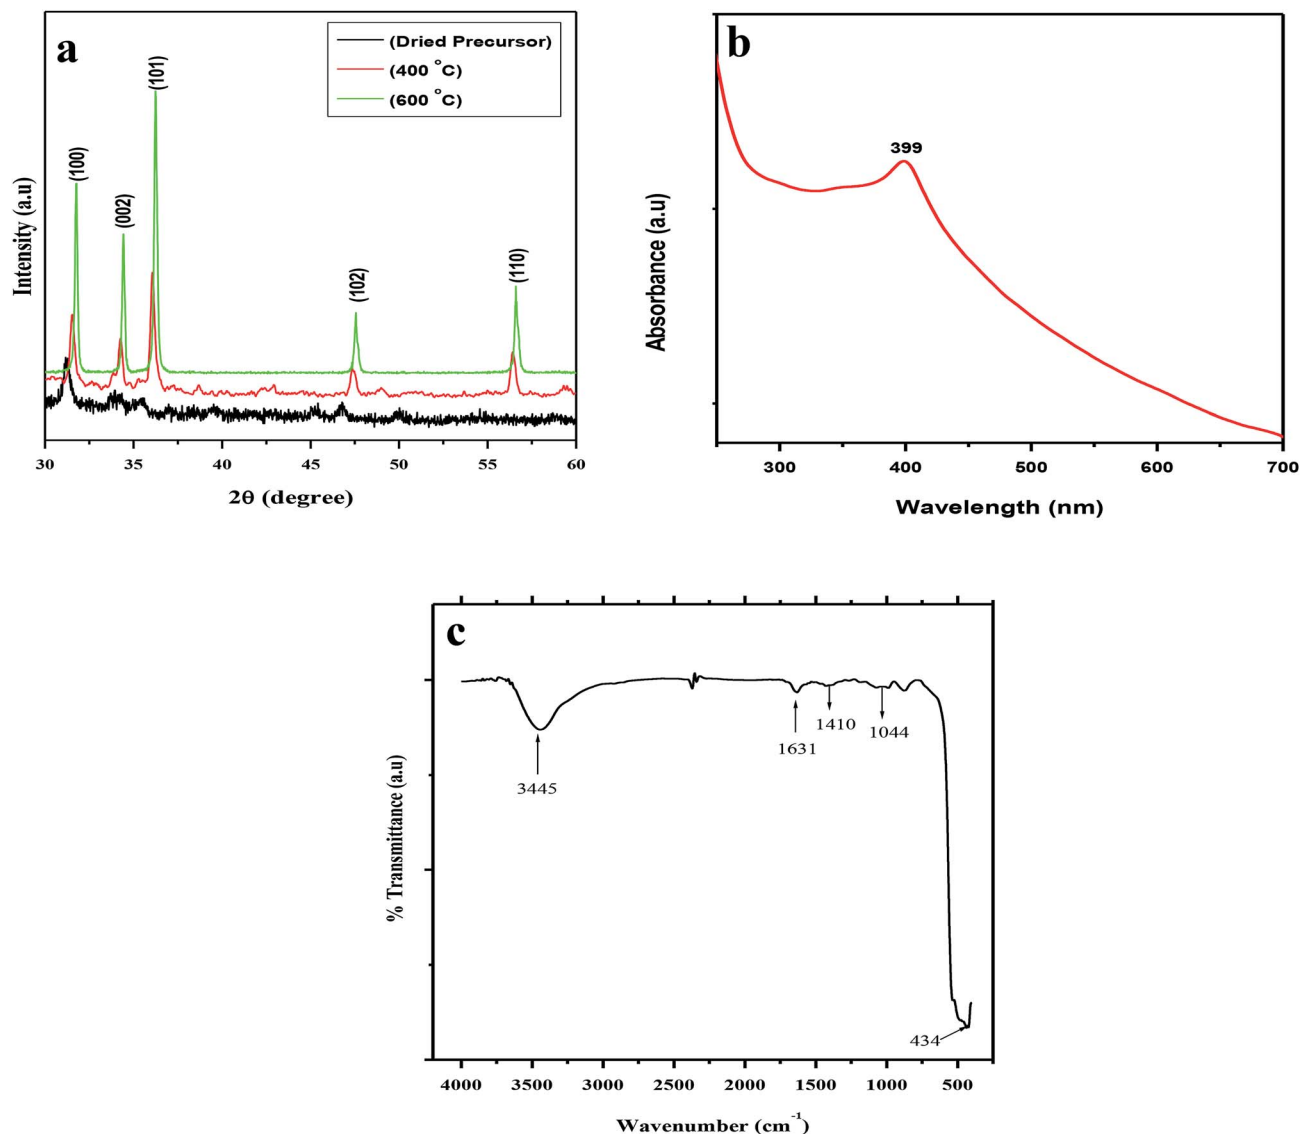 a
(Dried Precursor)
(400 °C)
(600 °C)
(100)
(002)
(101)
(102)
(110)
Intensity (a.u)
30 35 40 45 50 55 60
2θ (degree)
b
399
Absorbance (a.u)
300 400 500 600 700
Wavelength (nm)
c
3445
1631
1410
1044
434
% Transmittance (a.u)
4000 3500 3000 2500 2000 1500 1000 500
Wavenumber (cm⁻¹)